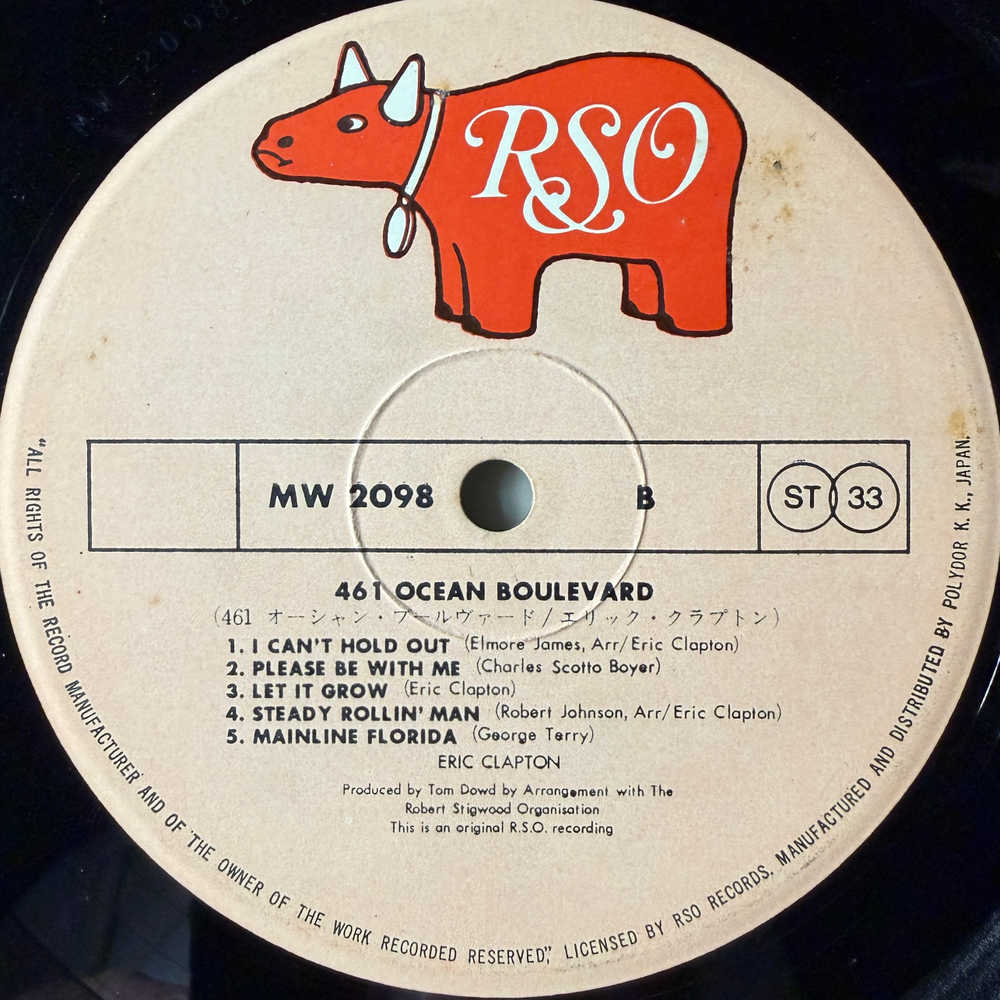 RSO
MW 2098
B
ST 33
461 OCEAN BOULEVARD
(461 オーシャン・ブールヴァード/エリック・クラプトン)
1. I CAN'T HOLD OUT (Elmore James, Arr/Eric Clapton)
2. PLEASE BE WITH ME (Charles Scotto Boyer)
3. LET IT GROW (Eric Clapton)
4. STEADY ROLLIN' MAN (Robert Johnson, Arr/Eric Clapton)
5. MAINLINE FLORIDA (George Terry)
ERIC CLAPTON
Produced by Tom Dowd by Arrangement with The
Robert Stigwood Organisation
This is an original R.S.O. recording
"ALL RIGHTS OF THE RECORD MANUFACTURER AND OF THE OWNER OF THE WORK RECORDED RESERVED," LICENSED BY RSO RECORDS. MANUFACTURED AND DISTRIBUTED BY POLYDOR K. K., JAPAN.